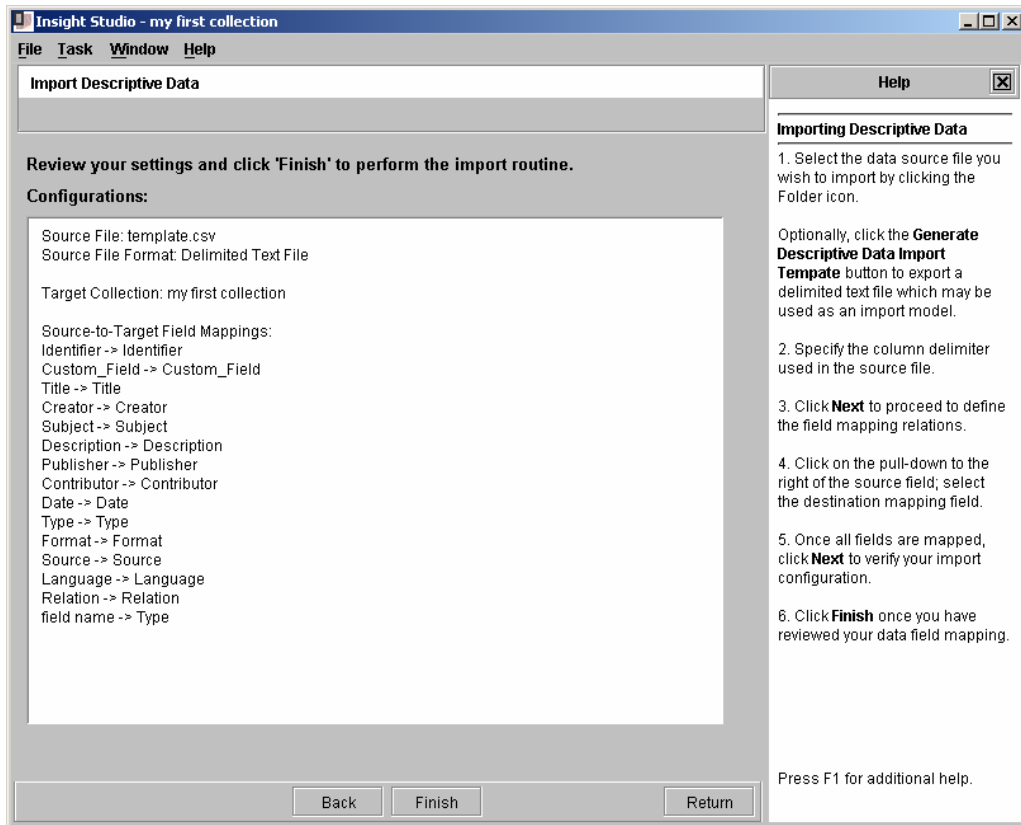 Insight Studio - my first collection
File Task Window Help
Import Descriptive Data
Review your settings and click 'Finish' to perform the import routine.
Configurations:
Source File: template.csv
Source File Format: Delimited Text File
Target Collection: my first collection
Source-to-Target Field Mappings:
Identifier -> Identifier
Custom_Field -> Custom_Field
Title -> Title
Creator -> Creator
Subject -> Subject
Description -> Description
Publisher -> Publisher
Contributor -> Contributor
Date -> Date
Type -> Type
Format -> Format
Source -> Source
Language -> Language
Relation -> Relation
field name -> Type
Back Finish Return
Help
Importing Descriptive Data
1. Select the data source file you
wish to import by clicking the
Folder icon.
Optionally, click the Generate
Descriptive Data Import
Tempate button to export a
delimited text file which may be
used as an import model.
2. Specify the column delimiter
used in the source file.
3. Click Next to proceed to define
the field mapping relations.
4. Click on the pull-down to the
right of the source field; select
the destination mapping field.
5. Once all fields are mapped,
click Next to verify your import
configuration.
6. Click Finish once you have
reviewed your data field mapping.
Press F1 for additional help.